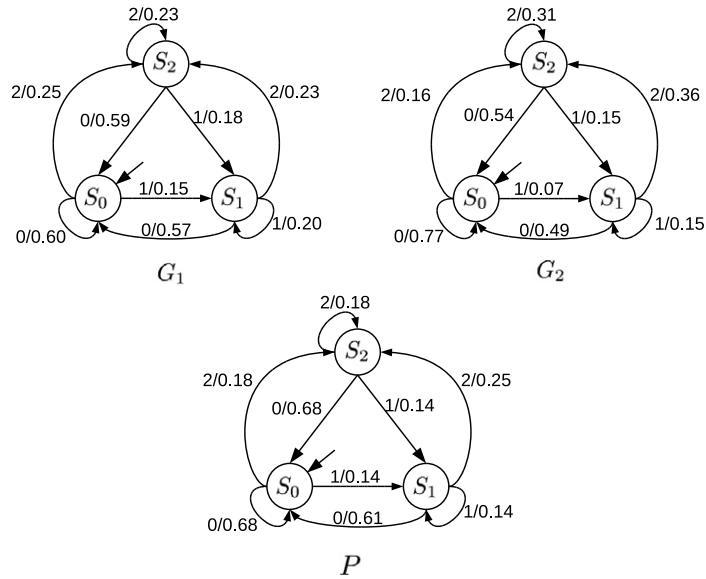 2/0.23
S₂
2/0.25
2/0.23
0/0.59
1/0.18
S₀
1/0.15
S₁
0/0.60
0/0.57
1/0.20
G₁
2/0.31
S₂
2/0.16
2/0.36
0/0.54
1/0.15
S₀
1/0.07
S₁
0/0.77
0/0.49
1/0.15
G₂
2/0.18
S₂
2/0.18
2/0.25
0/0.68
1/0.14
S₀
1/0.14
S₁
0/0.68
0/0.61
1/0.14
P